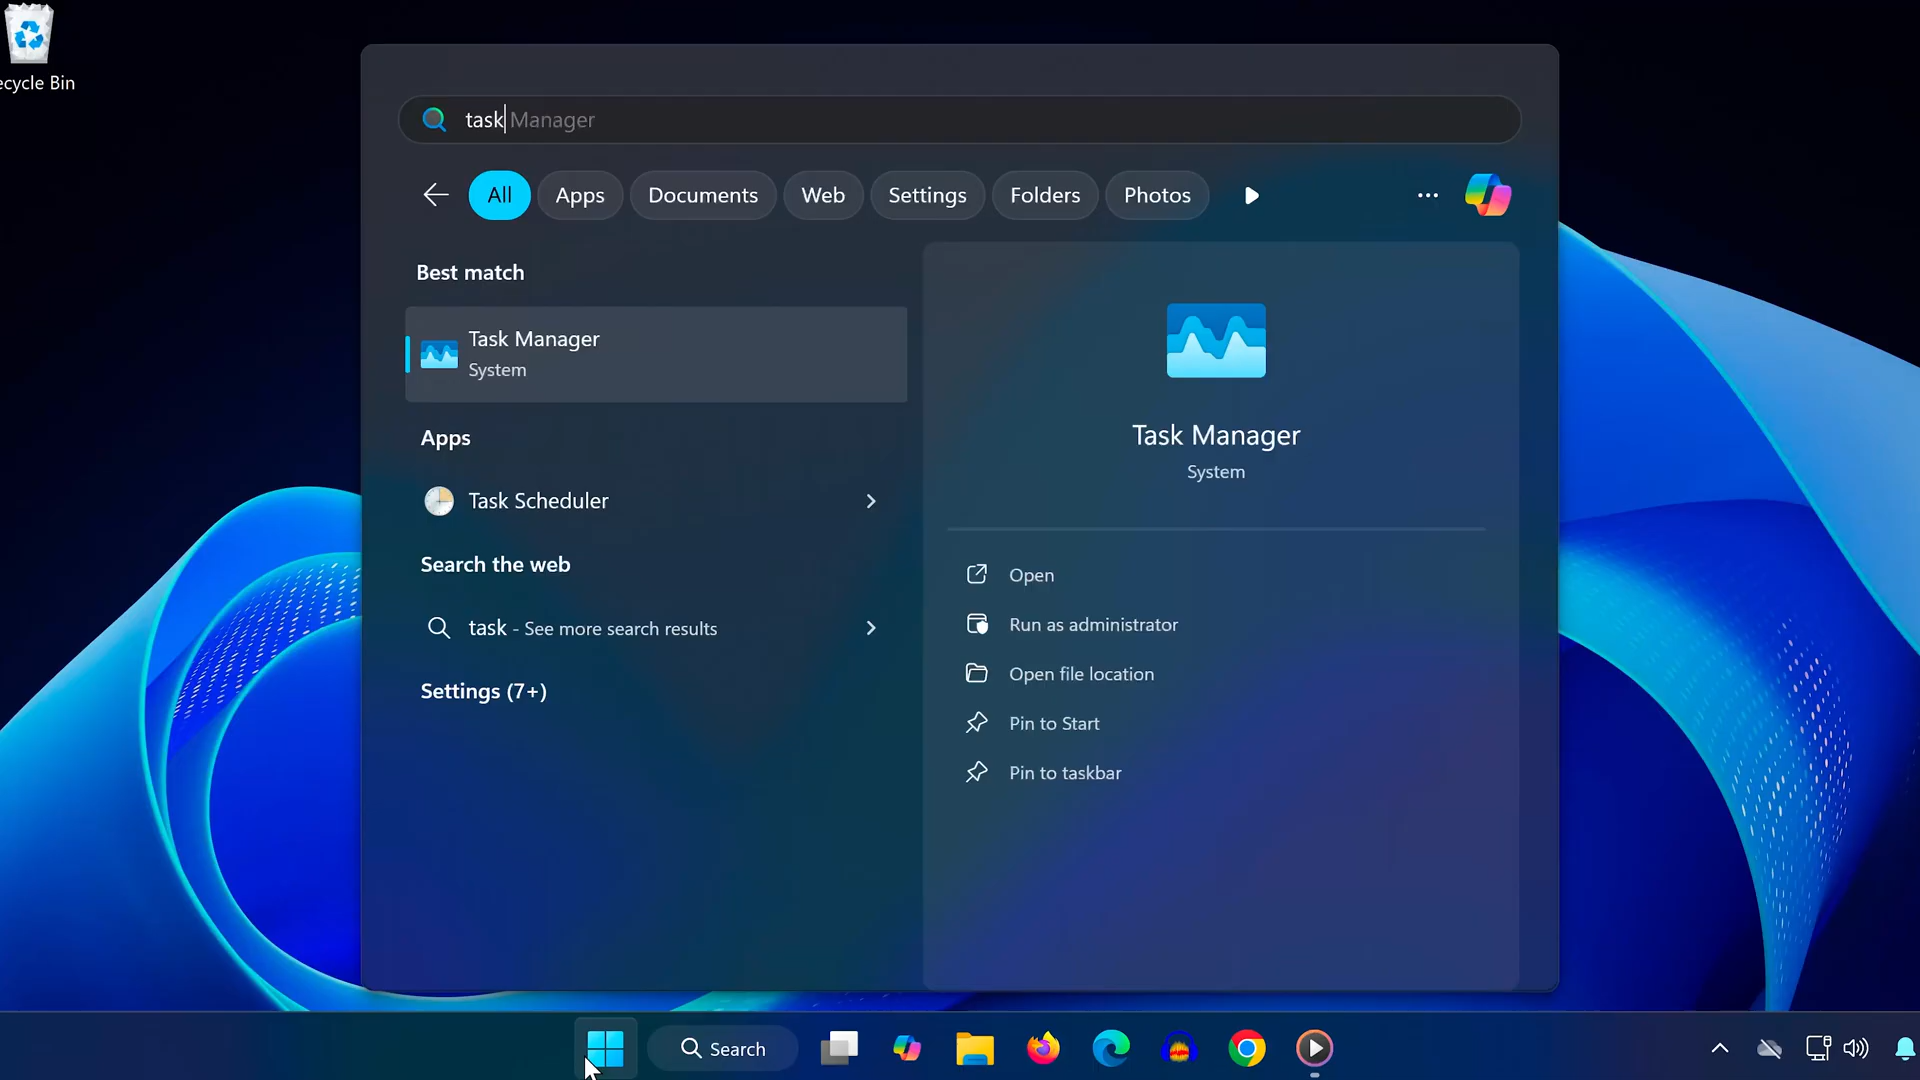 ecycle Bin
task Manager
All Apps Documents Web Settings Folders Photos
Best match
Task Manager
System
Apps
Task Scheduler
Search the web
task - See more search results
Settings (7+)
Task Manager
System
Open
Run as administrator
Open file location
Pin to Start
Pin to taskbar
Search